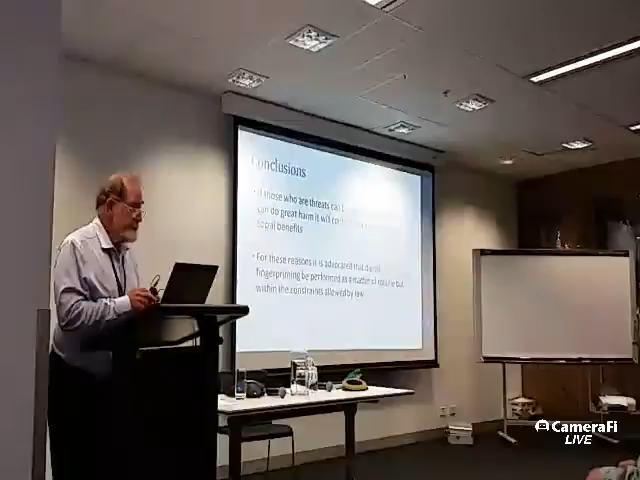 Conclusions
If those who are threats can
can do great harm it will
social benefits
For these reasons it is advocated that
fingerprinting be performed as a matter of routine but
within the constraints allowed by law
CameraFi
LIVE